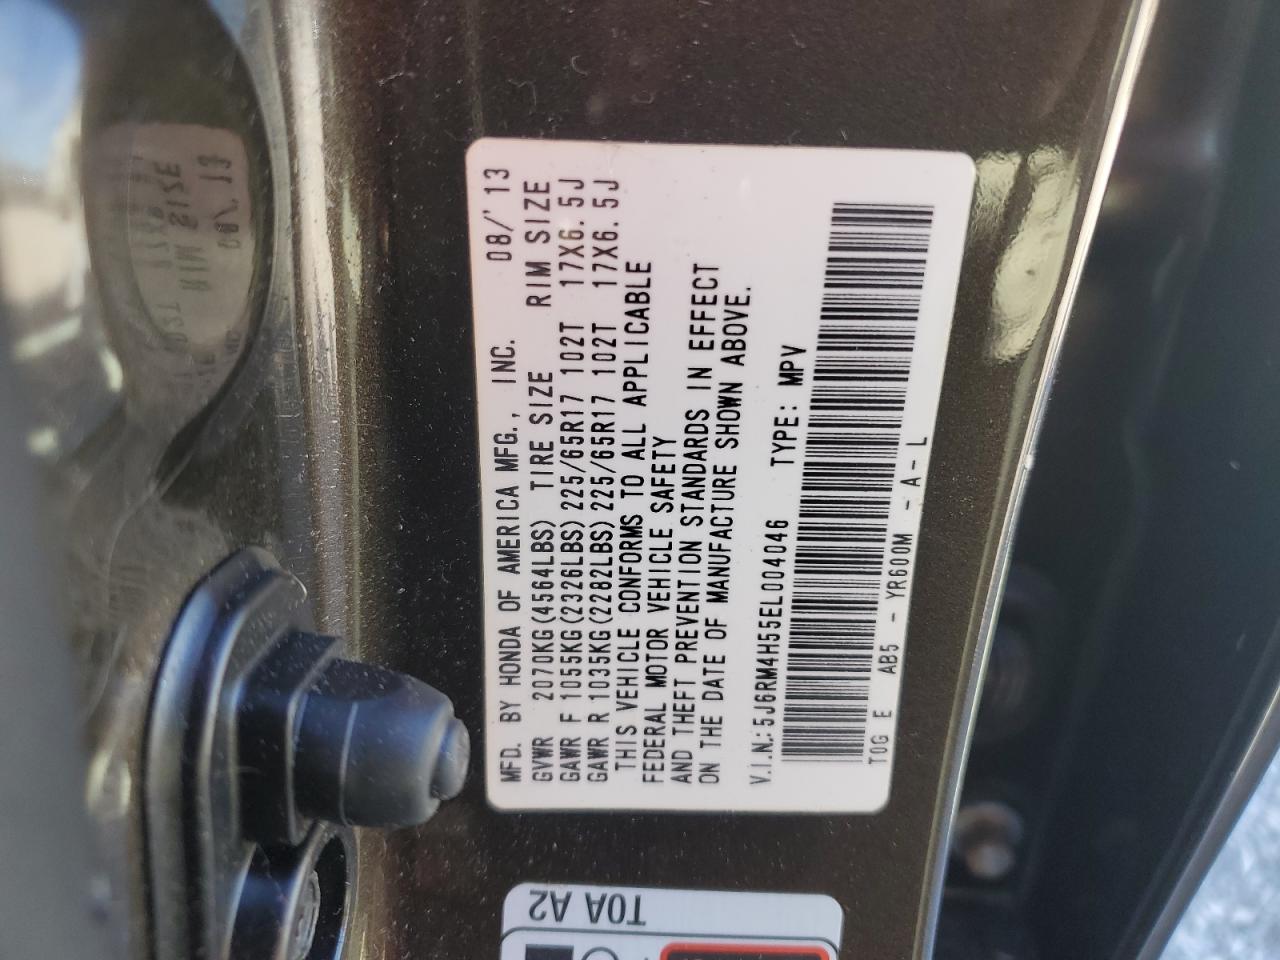 MFD. BY HONDA OF AMERICA MFG., INC. 08/'13
GVWR 2070KG(4564LBS) TIRE SIZE RIM SIZE
GAWR F 1055KG(2326LBS)225/65R17 102T 17X6.5J
GAWR R 1035KG(2282LBS)225/65R17 102T 17X6.5J
THIS VEHICLE CONFORMS TO ALL APPLICABLE
FEDERAL MOTOR VEHICLE SAFETY
AND THEFT PREVENTION STANDARDS IN EFFECT
ON THE DATE OF MANUFACTURE SHOWN ABOVE.
V.I.N.:5J6RM4H55EL004046 TYPE: MPV
T0G E AB5 - YR600M - A-L
T0A A2